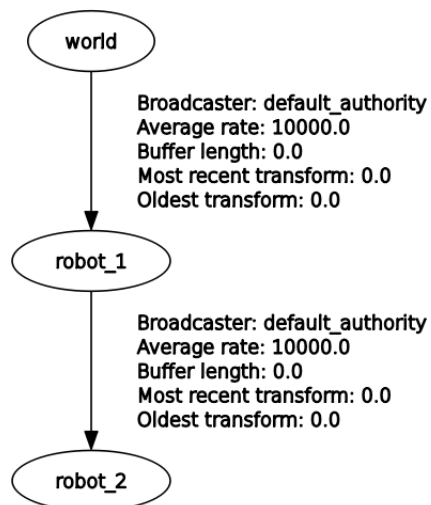 world
Broadcaster: default_authority
Average rate: 10000.0
Buffer length: 0.0
Most recent transform: 0.0
Oldest transform: 0.0
robot_1
Broadcaster: default_authority
Average rate: 10000.0
Buffer length: 0.0
Most recent transform: 0.0
Oldest transform: 0.0
robot_2